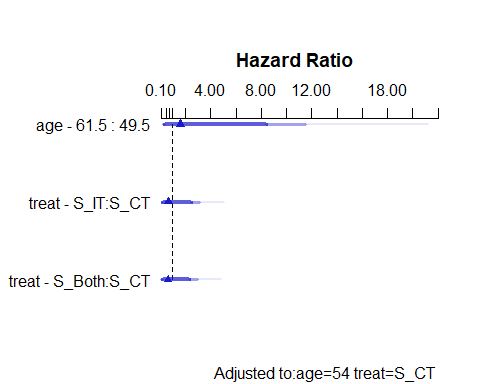 Hazard Ratio
0.10 4.00 8.00 12.00 18.00
age - 61.5 : 49.5
treat - S_IT:S_CT
treat - S_Both:S_CT
Adjusted to:age=54 treat=S_CT